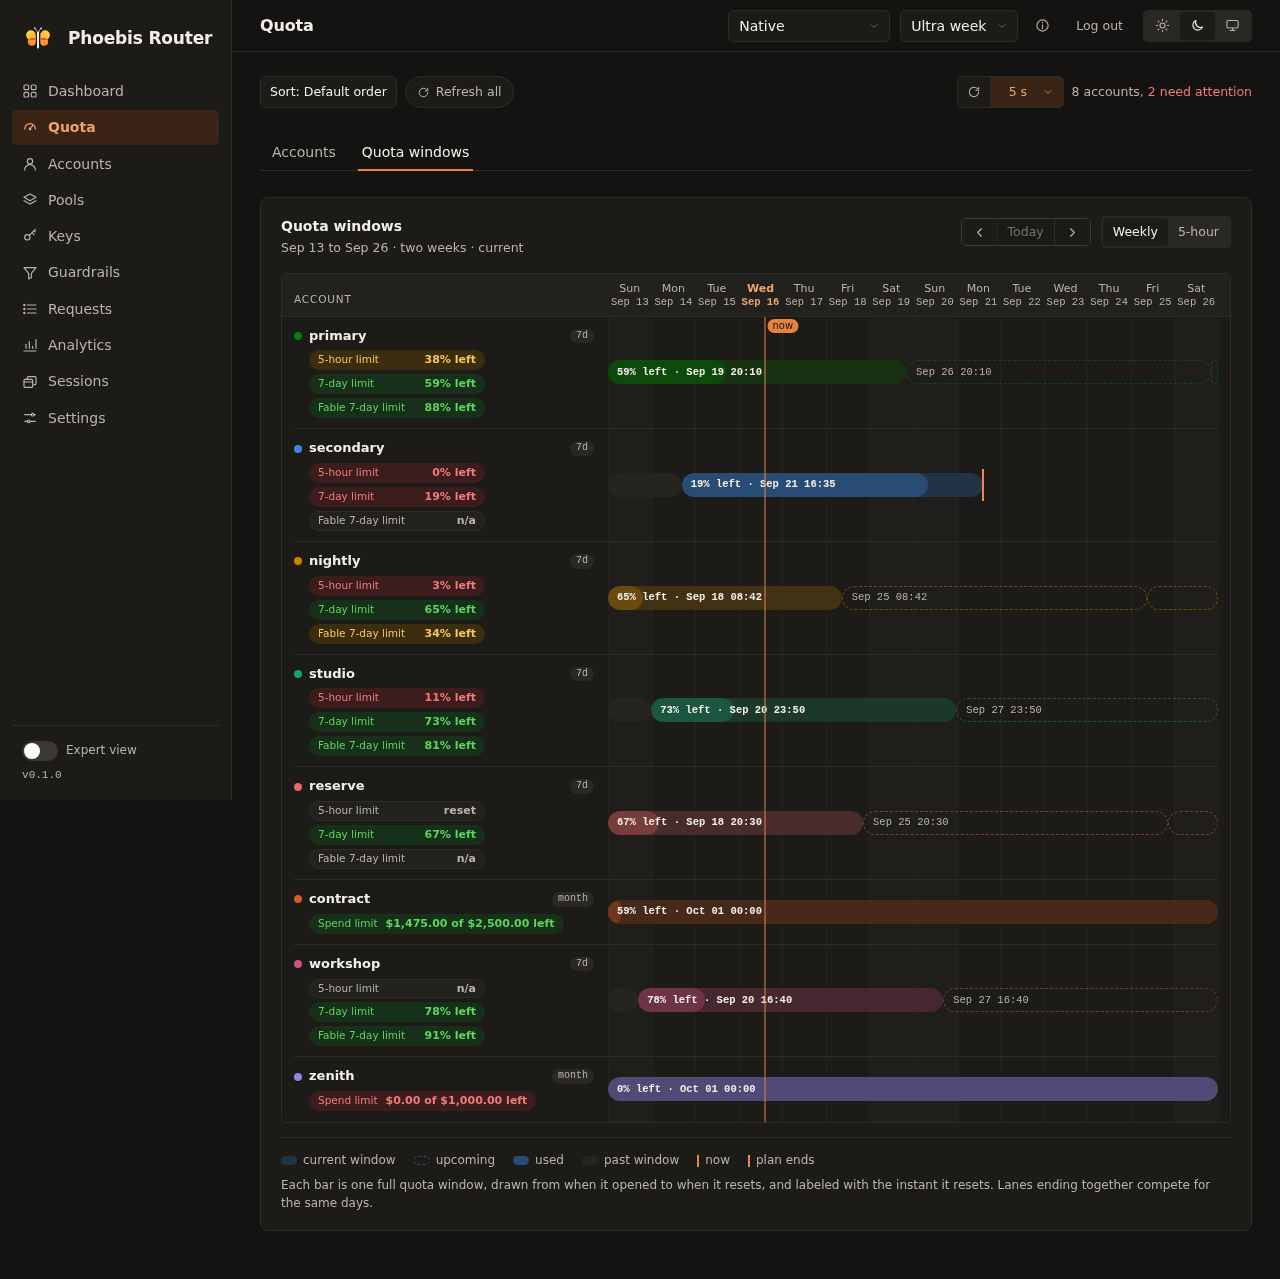 Phoebis Router
Quota
Native
Ultra week
Log out
Dashboard
Quota
Accounts
Pools
Keys
Guardrails
Requests
Analytics
Sessions
Settings
Expert view
v0.1.0
Sort: Default order
Refresh all
5 s
8 accounts, 2 need attention
Accounts
Quota windows
Quota windows
Sep 13 to Sep 26 · two weeks · current
Today
Weekly
5-hour
ACCOUNT
Sun Mon Tue Wed Thu Fri Sat Sun Mon Tue Wed Thu Fri Sat
Sep 13 Sep 14 Sep 15 Sep 16 Sep 17 Sep 18 Sep 19 Sep 20 Sep 21 Sep 22 Sep 23 Sep 24 Sep 25 Sep 26
now
primary 7d
5-hour limit 38% left
7-day limit 59% left
Fable 7-day limit 88% left
59% left · Sep 19 20:10
Sep 26 20:10
secondary 7d
5-hour limit 0% left
7-day limit 19% left
Fable 7-day limit n/a
19% left · Sep 21 16:35
nightly 7d
5-hour limit 3% left
7-day limit 65% left
Fable 7-day limit 34% left
65% left · Sep 18 08:42
Sep 25 08:42
studio 7d
5-hour limit 11% left
7-day limit 73% left
Fable 7-day limit 81% left
73% left · Sep 20 23:50
Sep 27 23:50
reserve 7d
5-hour limit reset
7-day limit 67% left
Fable 7-day limit n/a
67% left · Sep 18 20:30
Sep 25 20:30
contract month
Spend limit $1,475.00 of $2,500.00 left
59% left · Oct 01 00:00
workshop 7d
5-hour limit n/a
7-day limit 78% left
Fable 7-day limit 91% left
78% left · Sep 20 16:40
Sep 27 16:40
zenith month
Spend limit $0.00 of $1,000.00 left
0% left · Oct 01 00:00
current window
upcoming
used
past window
now
plan ends
Each bar is one full quota window, drawn from when it opened to when it resets, and labeled with the instant it resets. Lanes ending together compete for
the same days.